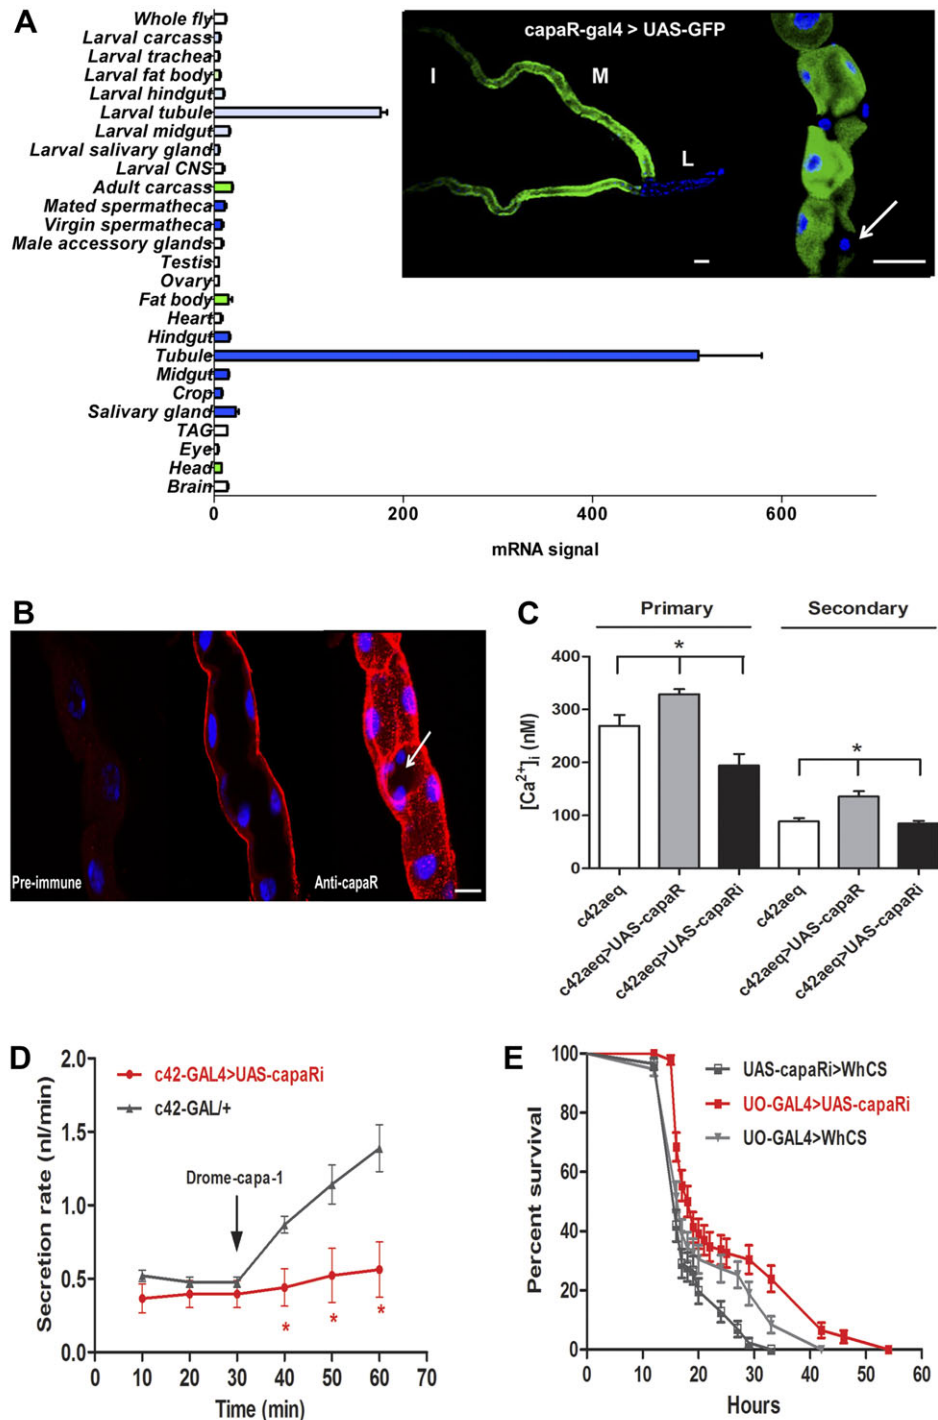 A
Whole fly
Larval carcass
Larval trachea
Larval fat body
Larval hindgut
Larval tubule
Larval midgut
Larval salivary gland
Larval CNS
Adult carcass
Mated spermatheca
Virgin spermatheca
Male accessory glands
Testis
Ovary
Fat body
Heart
Hindgut
Tubule
Midgut
Crop
Salivary gland
TAG
Eye
Head
Brain
0 200 400 600
mRNA signal
capaR-gal4 > UAS-GFP
I M
L
B
Pre-immune
Anti-capaR
C
Primary Secondary
[Ca²⁺]ᵢ (nM)
400
300
200
100
0
*
*
c42aeq
c42aeq>UAS-capaR
c42aeq>UAS-capaRi
c42aeq
c42aeq>UAS-capaR
c42aeq>UAS-capaRi
D
Secretion rate (nl/min)
2.0
1.5
1.0
0.5
0.0
c42-GAL4>UAS-capaRi
c42-GAL/+
Drome-capa-1
* * *
0 10 20 30 40 50 60 70
Time (min)
E
Percent survival
100
80
60
40
20
0
UAS-capaRi>WhCS
UO-GAL4>UAS-capaRi
UO-GAL4>WhCS
0 10 20 30 40 50 60
Hours